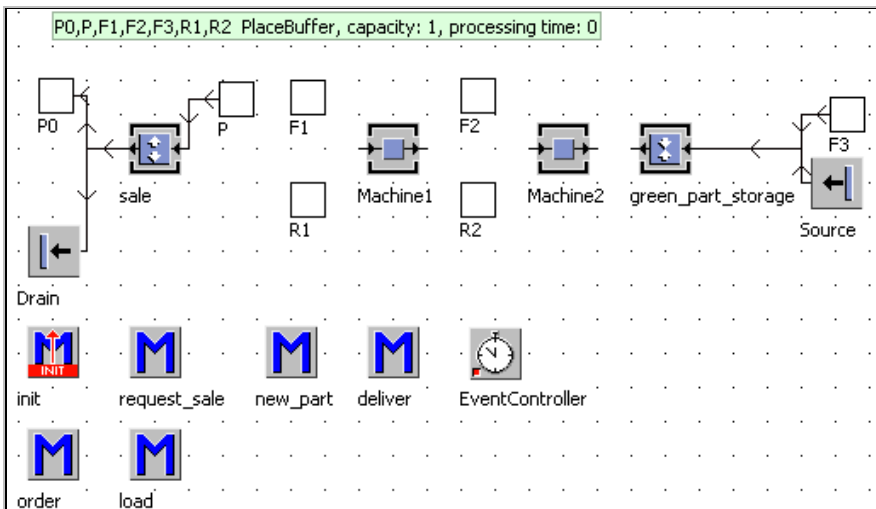 P0,P,F1,F2,F3,R1,R2 PlaceBuffer, capacity: 1, processing time: 0
P0
P
F1
F2
F3
sale
Machine1
Machine2
green_part_storage
R1
R2
Source
Drain
INIT
init
request_sale
new_part
deliver
EventController
order
load